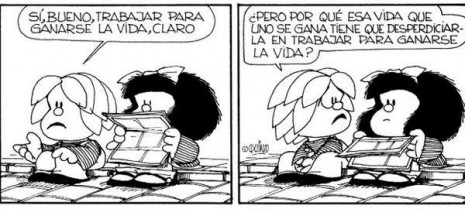 SÍ, BUENO, TRABAJAR PARA
GANARSE LA VIDA, CLARO
¿PERO POR QUÉ ESA VIDA QUE
UNO SE GANA TIENE QUE DESPERDICIAR-
LA EN TRABAJAR PARA GANARSE
LA VIDA?